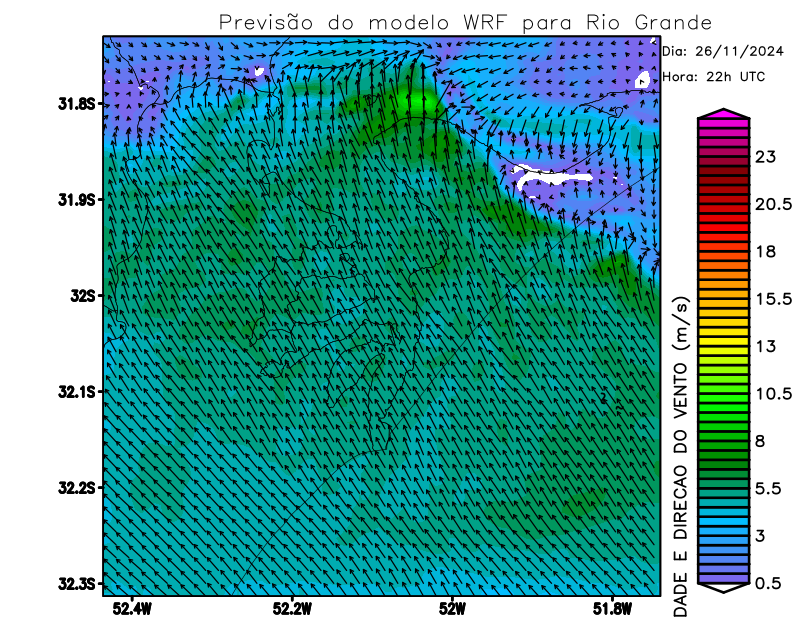 Previsão do modelo WRF para Rio Grande
Dia: 26/11/2024
Hora: 22h UTC
31.8S
31.9S
32S
32.1S
32.2S
32.3S
52.4W
52.2W
52W
51.8W
23
20.5
18
15.5
13
10.5
8
5.5
3
0.5
DADE E DIRECAO DO VENTO (m/s)